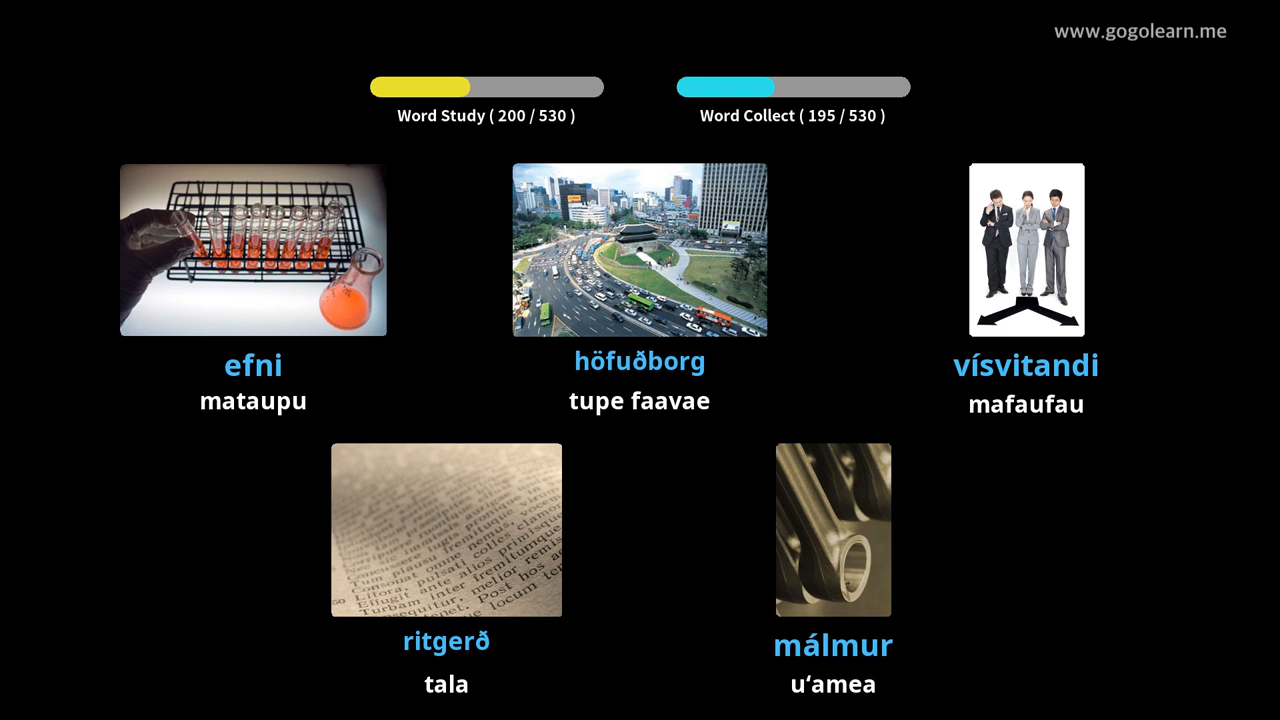 www.gogolearn.me
Word Study ( 200 / 530 )
Word Collect ( 195 / 530 )
efni
mataupu
höfuðborg
tupe faavae
vísvitandi
mafaufau
ritgerð
tala
málmur
uʻamea